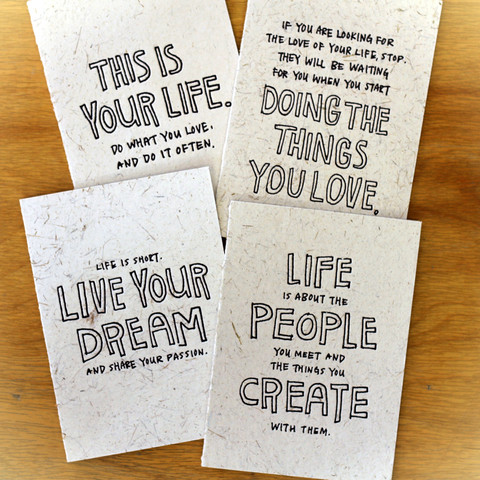 THIS IS
YOUR LIFE.
DO WHAT YOU LOVE,
AND DO IT OFTEN.
IF YOU ARE LOOKING FOR
THE LOVE OF YOUR LIFE, STOP.
THEY WILL BE WAITING
FOR YOU WHEN YOU START
DOING THE
THINGS
YOU LOVE.
LIFE IS SHORT.
LIVE YOUR
DREAM
AND SHARE YOUR PASSION.
LIFE
IS ABOUT THE
PEOPLE
YOU MEET AND
THE THINGS YOU
CREATE
WITH THEM.